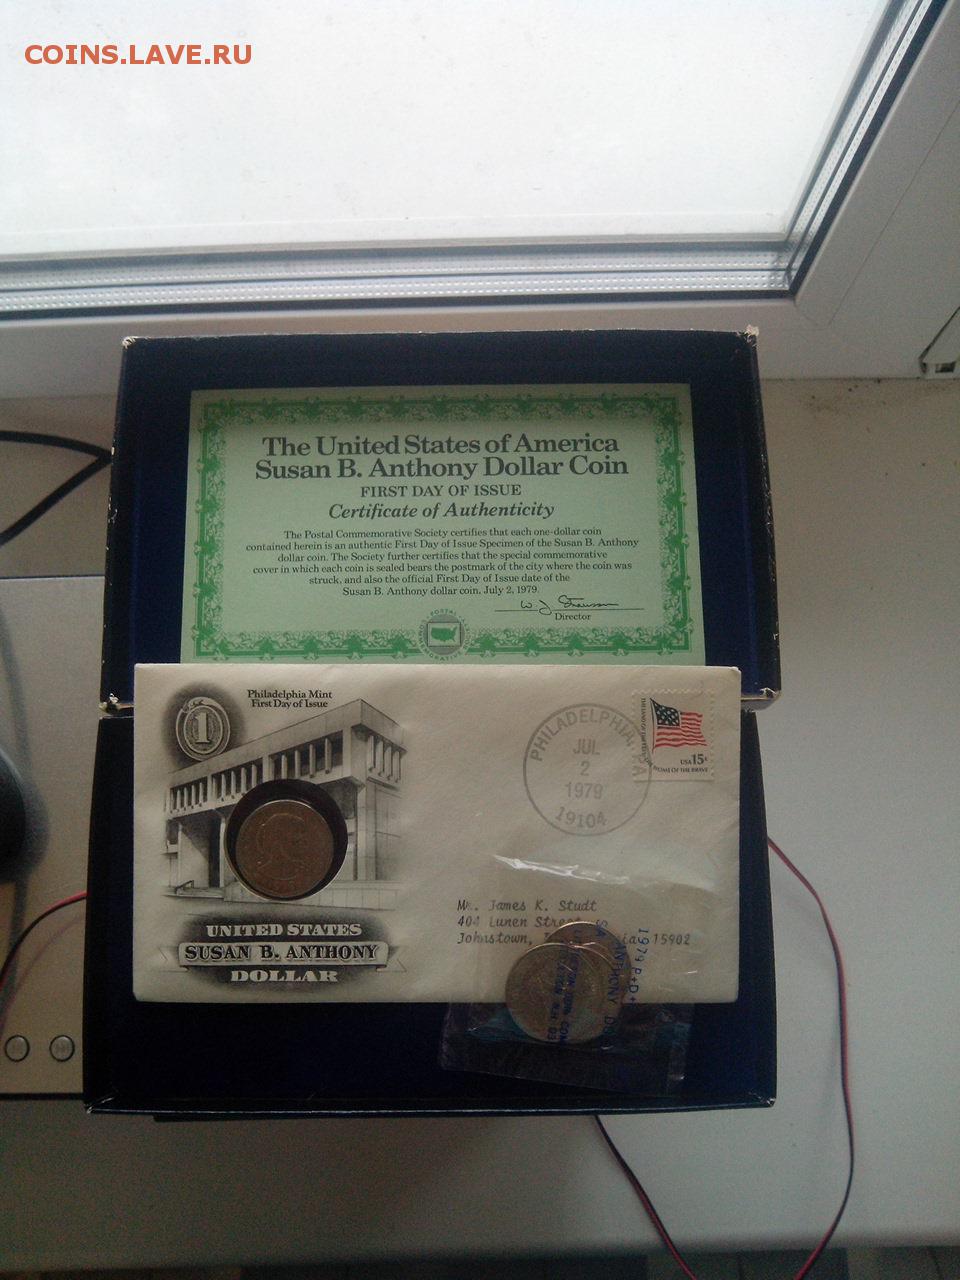 COINS.LAVE.RU
The United States of America
Susan B. Anthony Dollar Coin
FIRST DAY OF ISSUE
Certificate of Authenticity
The Postal Commemorative Society certifies that each one-dollar coin
contained herein is an authentic First Day of Issue Specimen of the Susan B. Anthony
dollar coin. The Society further certifies that the special commemorative
cover in which each coin is sealed bears the postmark of the city where the coin was
struck, and also the official First Day of Issue date of the
Susan B. Anthony dollar coin, July 2, 1979.
Director
POSTAL
1
Philadelphia Mint
First Day of Issue
PHILADELPHIA, PA
JUL
2
1979
19104
USA 15c
HOME OF THE BRAVE
UNITED STATES
SUSAN B. ANTHONY
DOLLAR
James K. Studt
404 Lunen Street
Johnstown, 15902
1979 P+D+
ANTHONY